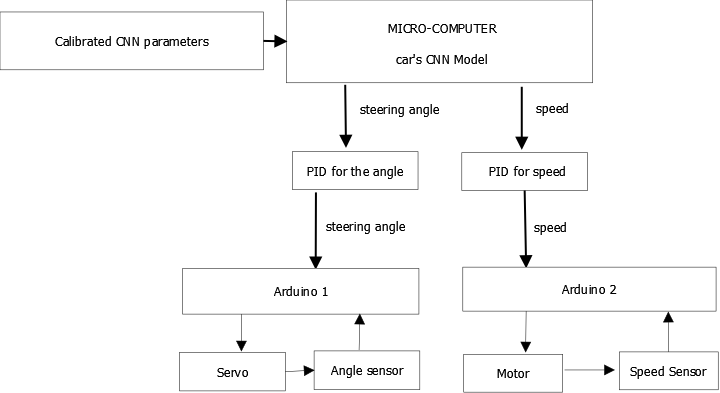 MICRO-COMPUTER
Calibrated CNN parameters
car's CNN Model
steering angle
speed
PID for the angle
PID for speed
steering angle
speed
Arduino 1
Arduino 2
Servo
Angle sensor
Motor
Speed Sensor